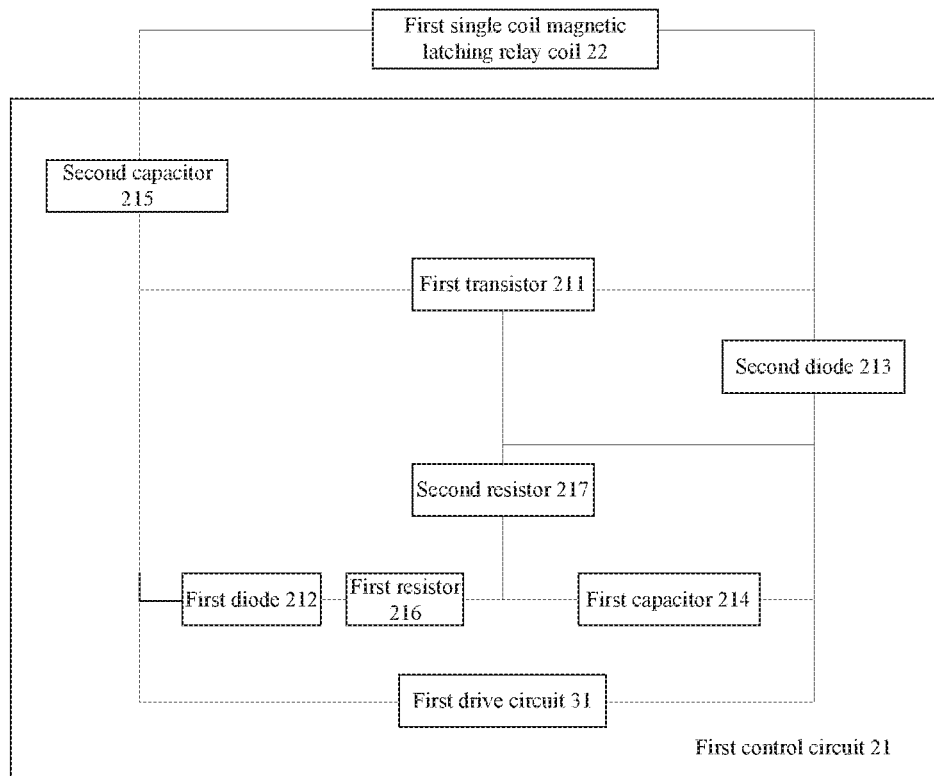 First single coil magnetic
latching relay coil 22
Second capacitor
215
First transistor 211
Second diode 213
Second resistor 217
First diode 212
First resistor
216
First capacitor 214
First drive circuit 31
First control circuit 21